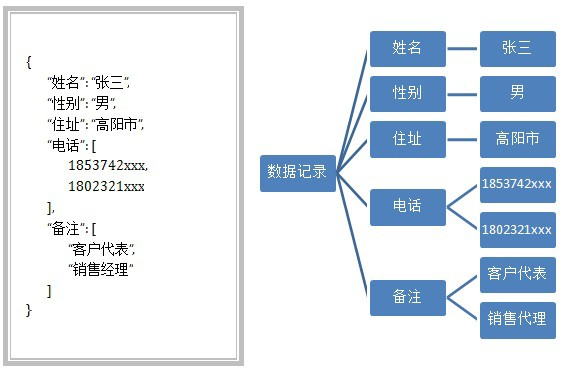 {
“姓名”: “张三”,
“性别”: “男”,
“住址”: “高阳市”,
“电话”: [
1853742xxx,
1802321xxx
],
“备注”: [
“客户代表”,
“销售经理”
]
}
数据记录
姓名
张三
性别
男
住址
高阳市
电话
1853742xxx
1802321xxx
备注
客户代表
销售代理